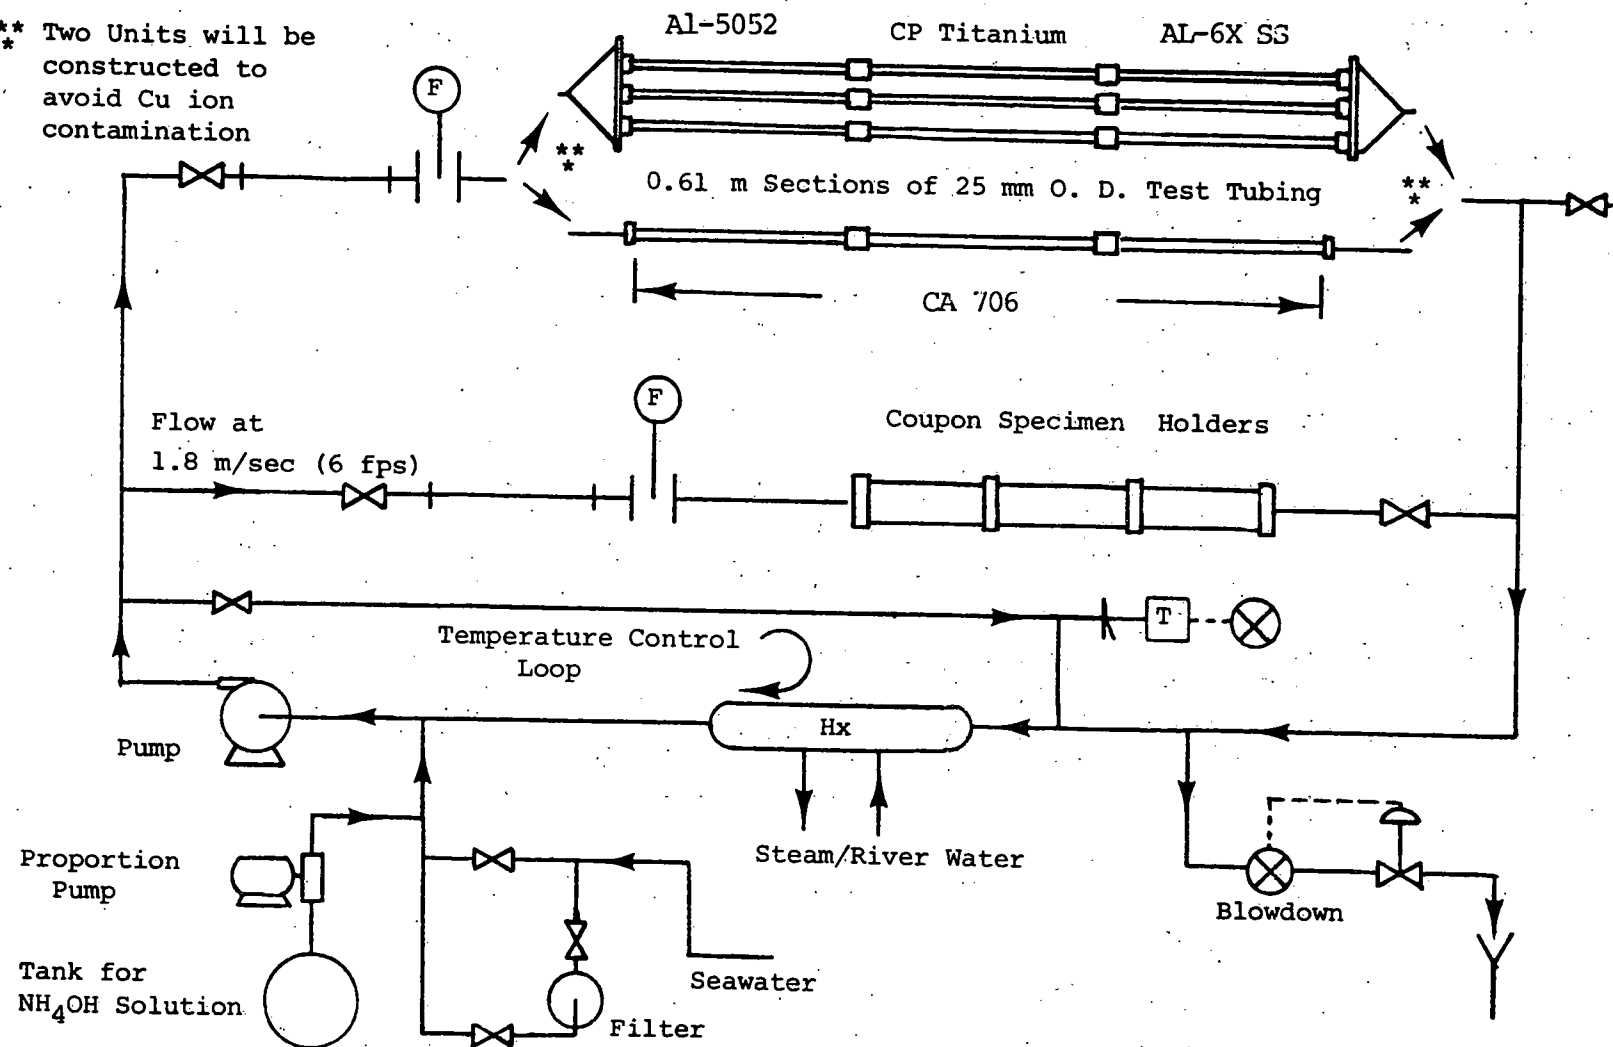 *** Two Units will be
constructed to
avoid Cu ion
contamination
Al-5052 CP Titanium AL-6X SS
F
***
***
0.61 m Sections of 25 mm O. D. Test Tubing
CA 706
F
Flow at
1.8 m/sec (6 fps)
Coupon Specimen Holders
T
Temperature Control
Loop
Hx
Pump
Steam/River Water
Proportion
Pump
Blowdown
Tank for
NH₄OH Solution
Seawater
Filter